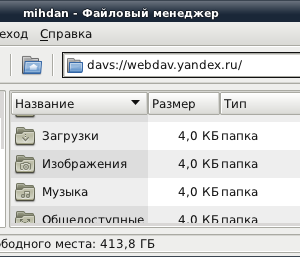 mihdan - Файловый менеджер
еход Справка
davs://webdav.yandex.ru/
Название Размер Тип
Загрузки 4,0 КБ папка
Изображения 4,0 КБ папка
Музыка 4,0 КБ папка
Общедоступные 4,0 КБ папка
ободного места: 413,8 ГБ